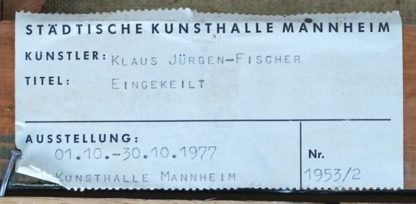 STÄDTISCHE KUNSTHALLE MANNHEIM
KÜNSTLER: KLAUS JÜRGEN-FISCHER
TITEL: EINGEKEILT
AUSSTELLUNG:
01.10.-30.10.1977 Nr.
KUNSTHALLE MANNHEIM 1953/2